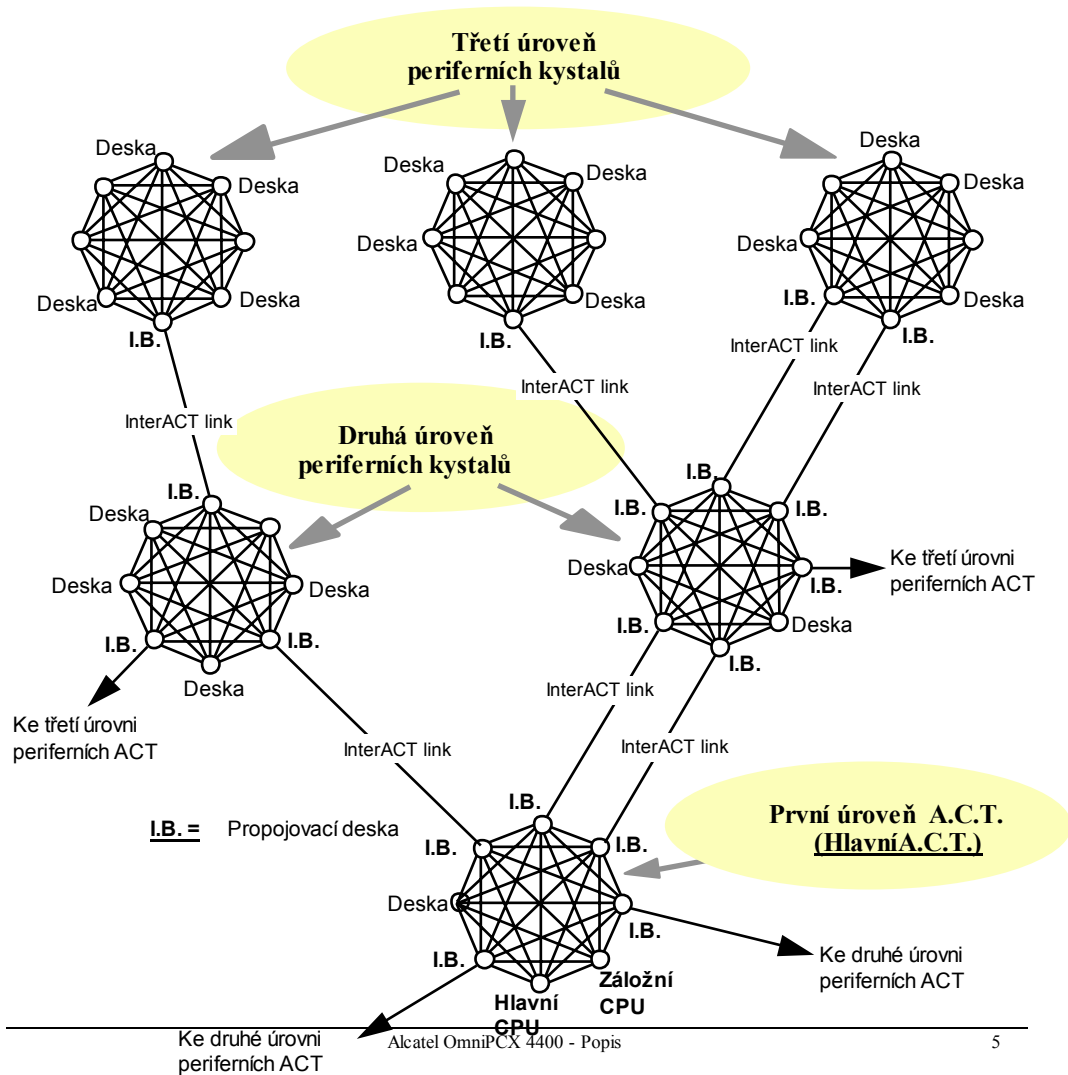 Třetí úroveň
periferních kystalů
Deska
Deska
Deska
Deska
Deska
Deska
Deska
Deska
Deska
Deska
Deska
Deska
Deska
Deska
I.B.
I.B.
I.B.
I.B.
InterACT link
InterACT link
InterACT link
InterACT link
Druhá úroveň
periferních kystalů
I.B.
Deska
Deska
Deska
I.B.
I.B.
Deska
I.B.
I.B.
I.B.
Deska
I.B.
I.B.
Deska
I.B.
Ke třetí úrovni
periferních ACT
Ke třetí úrovni
periferních ACT
InterACT link
InterACT link
InterACT link
I.B. = Propojovací deska
První úroveň A.C.T.
(HlavníA.C.T.)
I.B.
I.B.
I.B.
Deska
I.B.
I.B.
Záložní
CPU
Hlavní
CPU
Ke druhé úrovni
periferních ACT
Ke druhé úrovni
periferních ACT
Alcatel OmniPCX 4400 - Popis 5